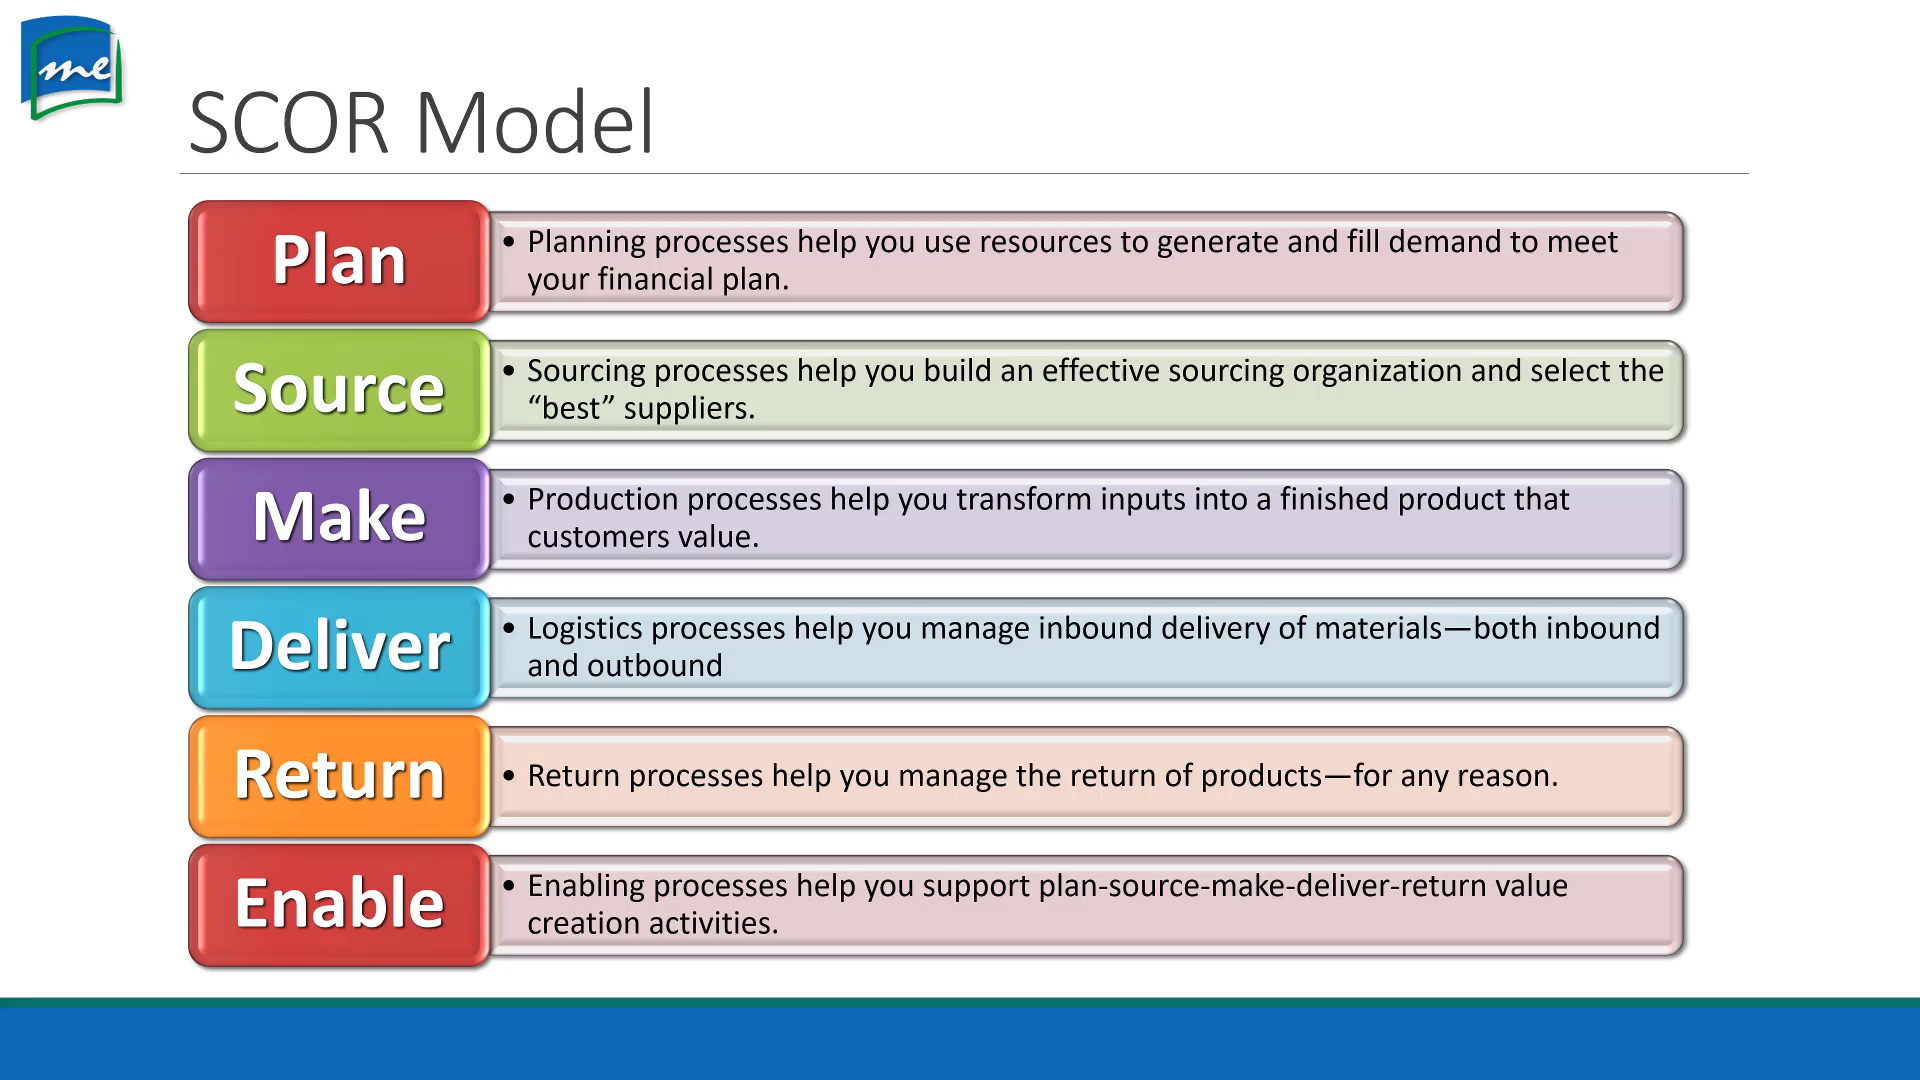 me
SCOR Model
Plan
• Planning processes help you use resources to generate and fill demand to meet
your financial plan.
Source
• Sourcing processes help you build an effective sourcing organization and select the
“best” suppliers.
Make
• Production processes help you transform inputs into a finished product that
customers value.
Deliver
• Logistics processes help you manage inbound delivery of materials—both inbound
and outbound
Return
• Return processes help you manage the return of products—for any reason.
Enable
• Enabling processes help you support plan-source-make-deliver-return value
creation activities.